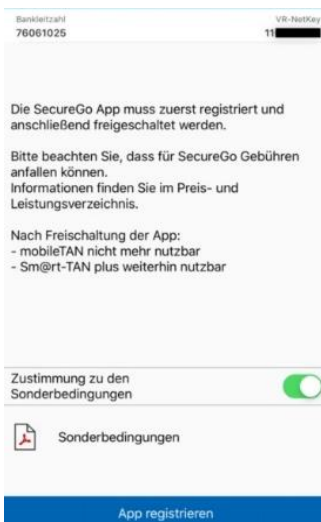 Bankleitzahl VR-NetKey
76061025 11
Die SecureGo App muss zuerst registriert und
anschließend freigeschaltet werden.
Bitte beachten Sie, dass für SecureGo Gebühren
anfallen können.
Informationen finden Sie im Preis- und
Leistungsverzeichnis.
Nach Freischaltung der App:
- mobileTAN nicht mehr nutzbar
- Sm@rt-TAN plus weiterhin nutzbar
Zustimmung zu den
Sonderbedingungen
Sonderbedingungen
App registrieren